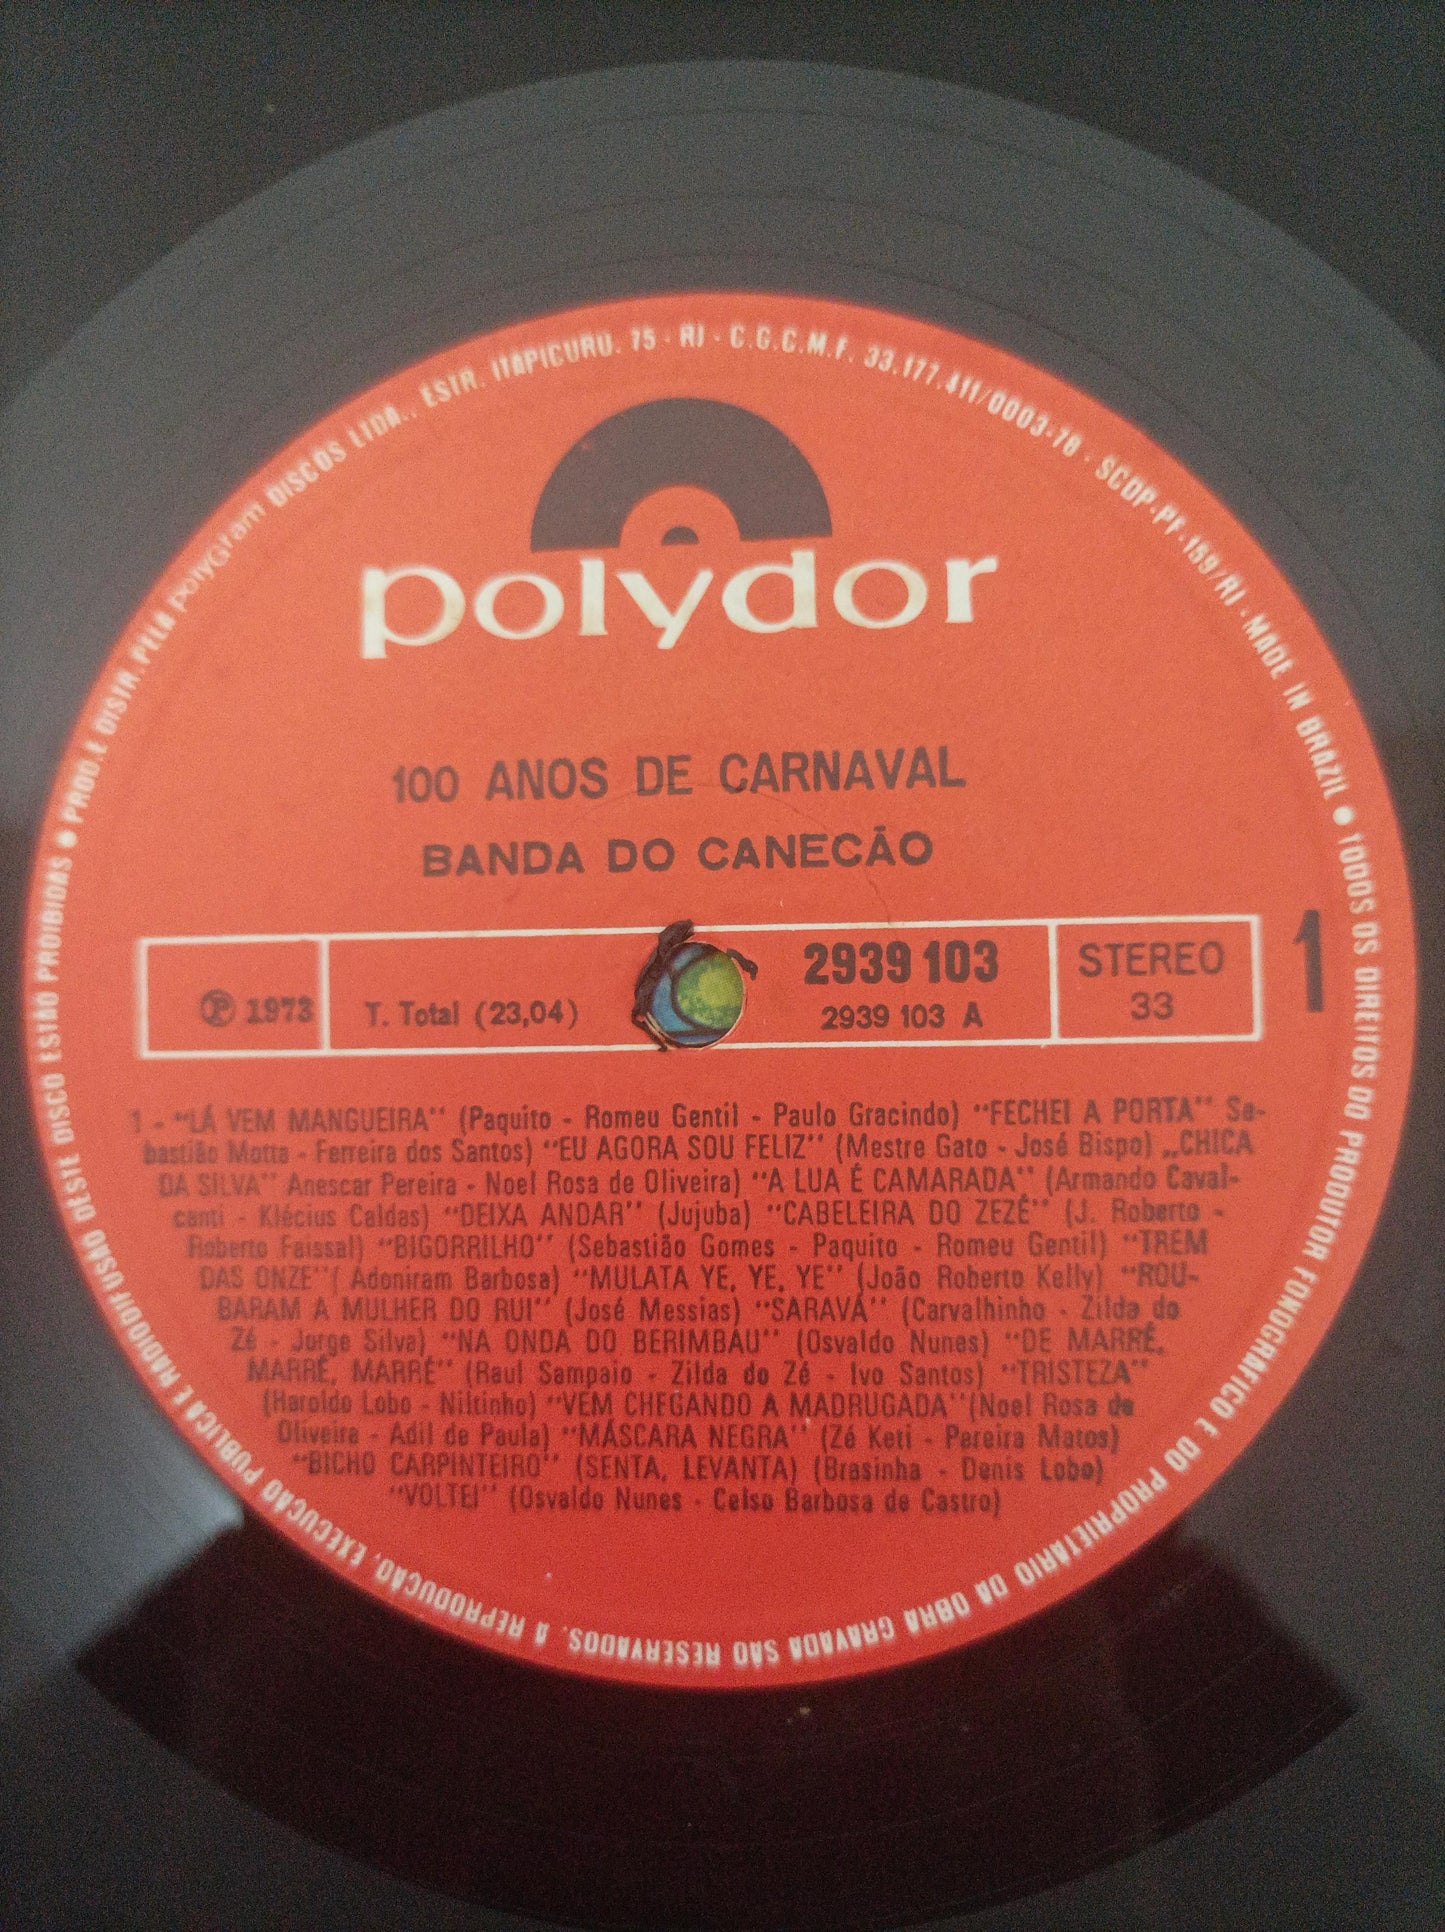 PROD. E DISTR. PELA polyGram DISCOS LTDA., ESTR. ITAPICURU, 75 - RJ - C.G.C.M.F. 33.177.411/0003-78 - SCDP-PF-159/RJ - MADE IN BRAZIL ● TODOS OS DIREITOS DO PRODUTOR FONOGRÁFICO E DO PROPRIETÁRIO DA OBRA GRAVADA SÃO RESERVADOS. A REPRODUÇÃO, EXECUÇÃO PÚBLICA E RADIODIFUSÃO DESTE DISCO ESTÃO PROIBIDAS ●
polydor
100 ANOS DE CARNAVAL
BANDA DO CANECÃO
Ⓟ 1973 T. Total (23,04) 2939 103 STEREO 1
2939 103 A 33
1 - "LÁ VEM MANGUEIRA" (Paquito - Romeu Gentil - Paulo Gracindo) "FECHEI A PORTA" Se-
bastião Motta - Ferreira dos Santos) "EU AGORA SOU FELIZ" (Mestre Gato - José Bispo) „CHICA
DA SILVA" Anescar Pereira - Noel Rosa de Oliveira) "A LUA É CAMARADA" (Armando Caval-
canti - Klécius Caldas) "DEIXA ANDAR" (Jujuba) "CABELEIRA DO ZEZÉ" (J. Roberto -
Roberto Faissal) "BIGORRILHO" (Sebastião Gomes - Paquito - Romeu Gentil) "TREM
DAS ONZE"( Adoniram Barbosa) "MULATA YE, YE, YE" (João Roberto Kelly) "ROU-
BARAM A MULHER DO RUI" (José Messias) "SARAVÁ" (Carvalhinho - Zilda do
Zé - Jorge Silva) "NA ONDA DO BERIMBAU" (Osvaldo Nunes) "DE MARRÉ,
MARRÉ, MARRÉ" (Raul Sampaio - Zilda do Zé - Ivo Santos) "TRISTEZA"
(Haroldo Lobo - Niltinho) "VEM CHEGANDO A MADRUGADA"(Noel Rosa de
Oliveira - Adil de Paula) "MÁSCARA NEGRA" (Zé Keti - Pereira Matos)
"BICHO CARPINTEIRO" (SENTA, LEVANTA) (Brasinha - Denis Lobo)
"VOLTEI" (Osvaldo Nunes - Celso Barbosa de Castro)